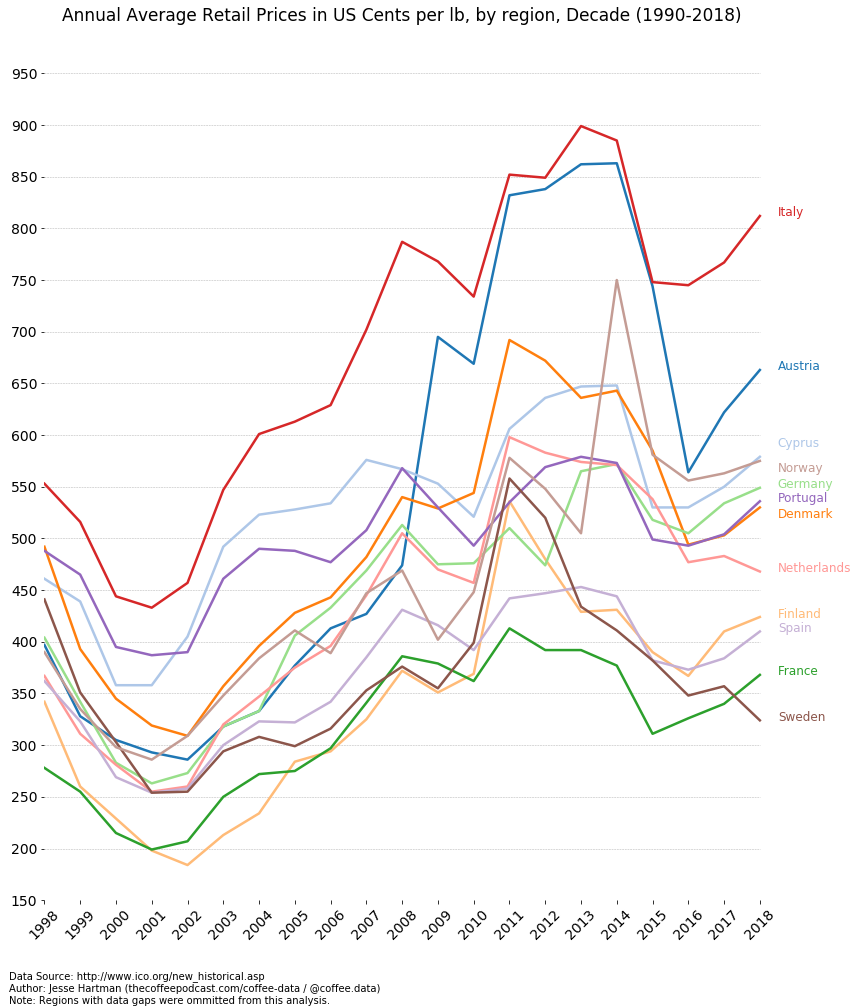 Annual Average Retail Prices in US Cents per lb, by region, Decade (1990-2018)
950
900
850
800
750
700
650
600
550
500
450
400
350
300
250
200
150
Italy
Austria
Cyprus
Norway
Germany
Portugal
Denmark
Netherlands
Finland
Spain
France
Sweden
1998
1999
2000
2001
2002
2003
2004
2005
2006
2007
2008
2009
2010
2011
2012
2013
2014
2015
2016
2017
2018
Data Source: http://www.ico.org/new_historical.asp
Author: Jesse Hartman (thecoffeepodcast.com/coffee-data / @coffee.data)
Note: Regions with data gaps were ommitted from this analysis.